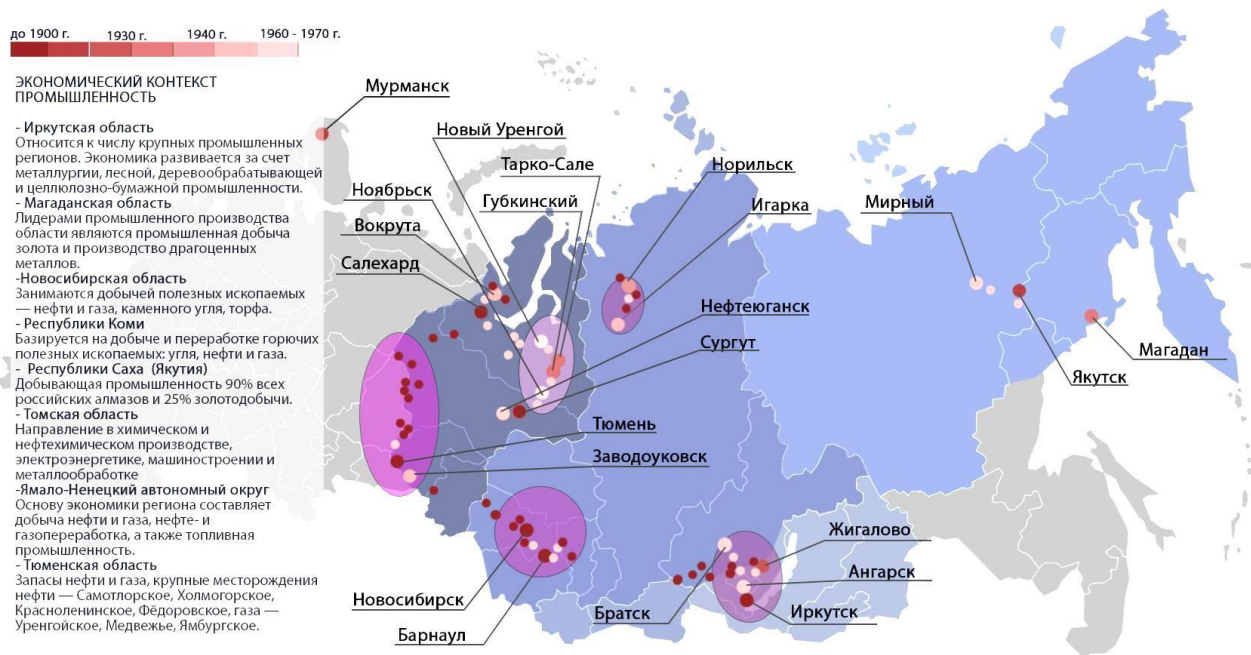 до 1900 г. 1930 г. 1940 г. 1960 - 1970 г.
ЭКОНОМИЧЕСКИЙ КОНТЕКСТ
ПРОМЫШЛЕННОСТЬ
- Иркутская область
Относится к числу крупных промышленных
регионов. Экономика развивается за счет
металлургии, лесной, деревообрабатывающей
и целлюлозно-бумажной промышленности.
- Магаданская область
Лидерами промышленного производства
области являются промышленная добыча
золота и производство драгоценных
металлов.
-Новосибирская область
Занимаются добычей полезных ископаемых
— нефти и газа, каменного угля, торфа.
- Республики Коми
Базируется на добыче и переработке горючих
полезных ископаемых: угля, нефти и газа.
- Республики Саха (Якутия)
Добывающая промышленность 90% всех
российских алмазов и 25% золотодобычи.
- Томская область
Направление в химическом и
нефтехимическом производстве,
электроэнергетике, машиностроении и
металлообработке
-Ямало-Ненецкий автономный округ
Основу экономики региона составляет
добыча нефти и газа, нефте- и
газопереработка, а также топливная
промышленность.
- Тюменская область
Запасы нефти и газа, крупные месторождения
нефти — Самотлорское, Холмогорское,
Красноленинское, Фёдоровское, газа —
Уренгойское, Медвежье, Ямбургское.
Мурманск
Новый Уренгой
Тарко-Сале
Ноябрьск
Губкинский
Вокрута
Салехард
Норильск
Игарка
Мирный
Нефтеюганск
Сургут
Магадан
Якутск
Тюмень
Заводоуковск
Жигалово
Ангарск
Новосибирск
Братск
Иркутск
Барнаул